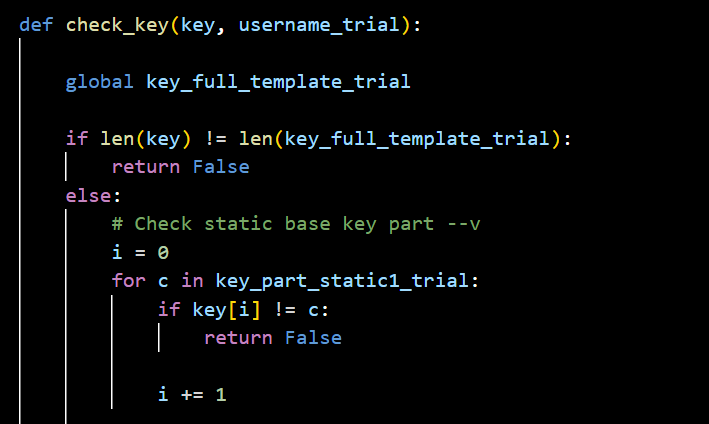 def check_key(key, username_trial):
global key_full_template_trial
if len(key) != len(key_full_template_trial):
return False
else:
# Check static base key part --v
i = 0
for c in key_part_static1_trial:
if key[i] != c:
return False
i += 1